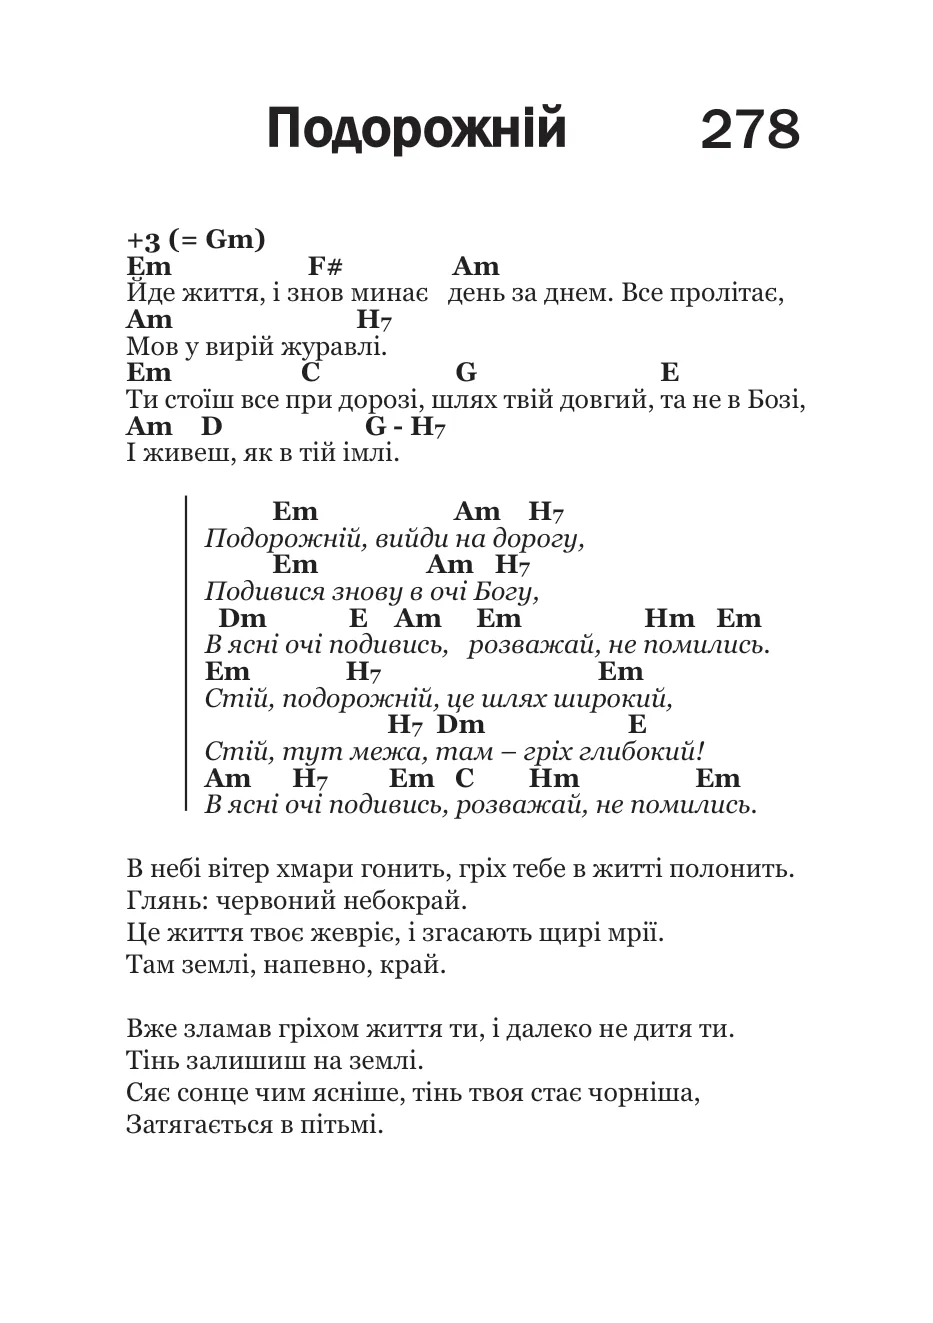 Подорожній 278
+3 (= Gm)
Em F# Am
Йде життя, і знов минає день за днем. Все пролітає,
Am H7
Мов у вирій журавлі.
Em C G E
Ти стоїш все при дорозі, шлях твій довгий, та не в Бозі,
Am D G - H7
І живеш, як в тій імлі.
Em Am H7
Подорожній, вийди на дорогу,
Em Am H7
Подивися знову в очі Богу,
Dm E Am Em Hm Em
В ясні очі подивись, розважай, не помились.
Em H7 Em
Стій, подорожній, це шлях широкий,
H7 Dm E
Стій, тут межа, там – гріх глибокий!
Am H7 Em C Hm Em
В ясні очі подивись, розважай, не помились.
В небі вітер хмари гонить, гріх тебе в житті полонить.
Глянь: червоний небокрай.
Це життя твоє жевріє, і згасають щирі мрії.
Там землі, напевно, край.
Вже зламав гріхом життя ти, і далеко не дитя ти.
Тінь залишиш на землі.
Сяє сонце чим ясніше, тінь твоя стає чорніша,
Затягається в пітьмі.